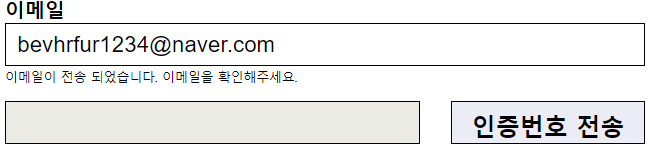 이메일
bevhrfur1234@naver.com
이메일이 전송 되었습니다. 이메일을 확인해주세요.
인증번호 전송